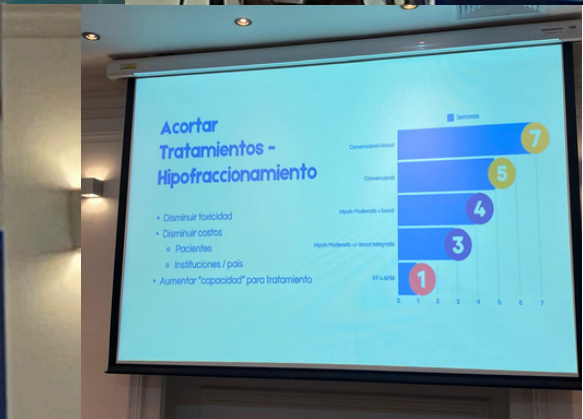 Acortar
Tratamientos -
Hipofraccionamiento
• Disminuir toxicidad
• Disminuir costos
○ Pacientes
○ Instituciones / país
• Aumentar "capacidad" para tratamiento
Semanas
Convencional+boost
7
Convencional
5
Hipofx Moderado + boost
4
Hipofx Moderado +/- boost integrado
3
FF o APBI
1
0 1 2 3 4 5 6 7